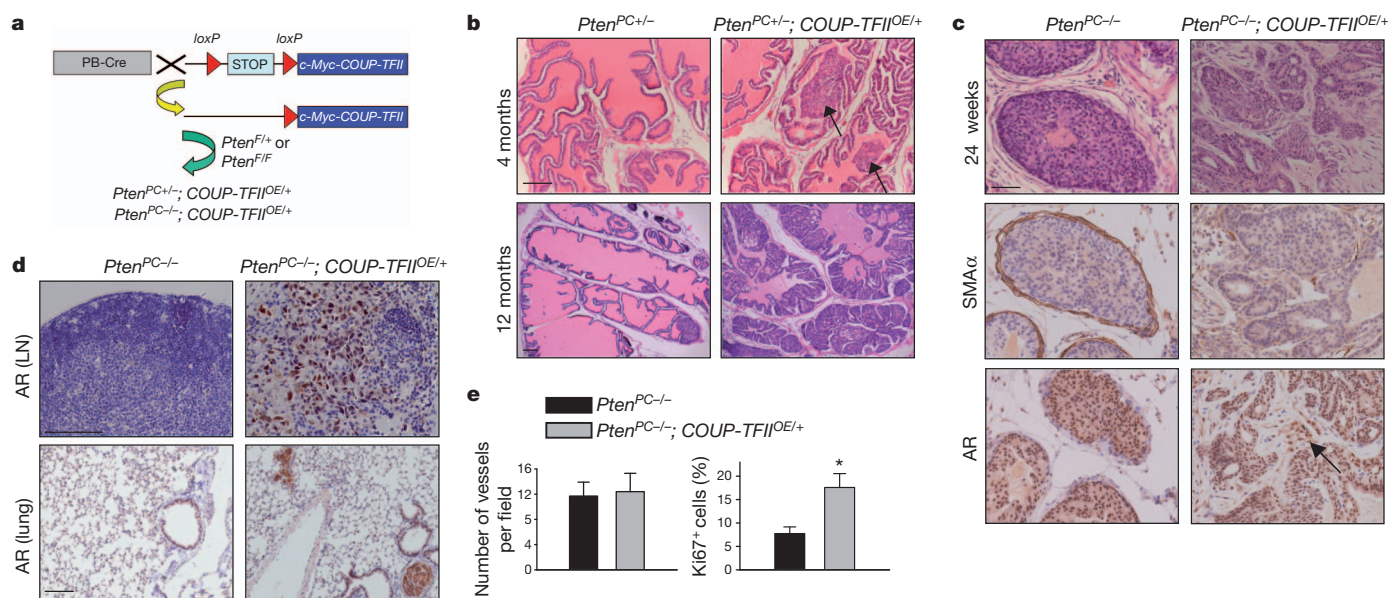 a
PB-Cre
loxP
STOP
loxP
c-Myc-COUP-TFII
c-Myc-COUP-TFII
Pten^F/+ or
Pten^F/F
Pten^PC+/–; COUP-TFII^OE/+
Pten^PC–/–; COUP-TFII^OE/+
b
Pten^PC+/–
Pten^PC+/–; COUP-TFII^OE/+
4 months
12 months
c
Pten^PC–/–
Pten^PC–/–; COUP-TFII^OE/+
24 weeks
SMAα
AR
d
Pten^PC–/–
Pten^PC–/–; COUP-TFII^OE/+
AR (LN)
AR (lung)
e
Pten^PC–/–
Pten^PC–/–; COUP-TFII^OE/+
Number of vessels
per field
16
12
5
4
0
Ki67+ cells (%)
20
15
10
5
0
*